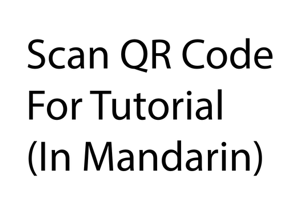 Scan QR Code
For Tutorial
(In Mandarin)